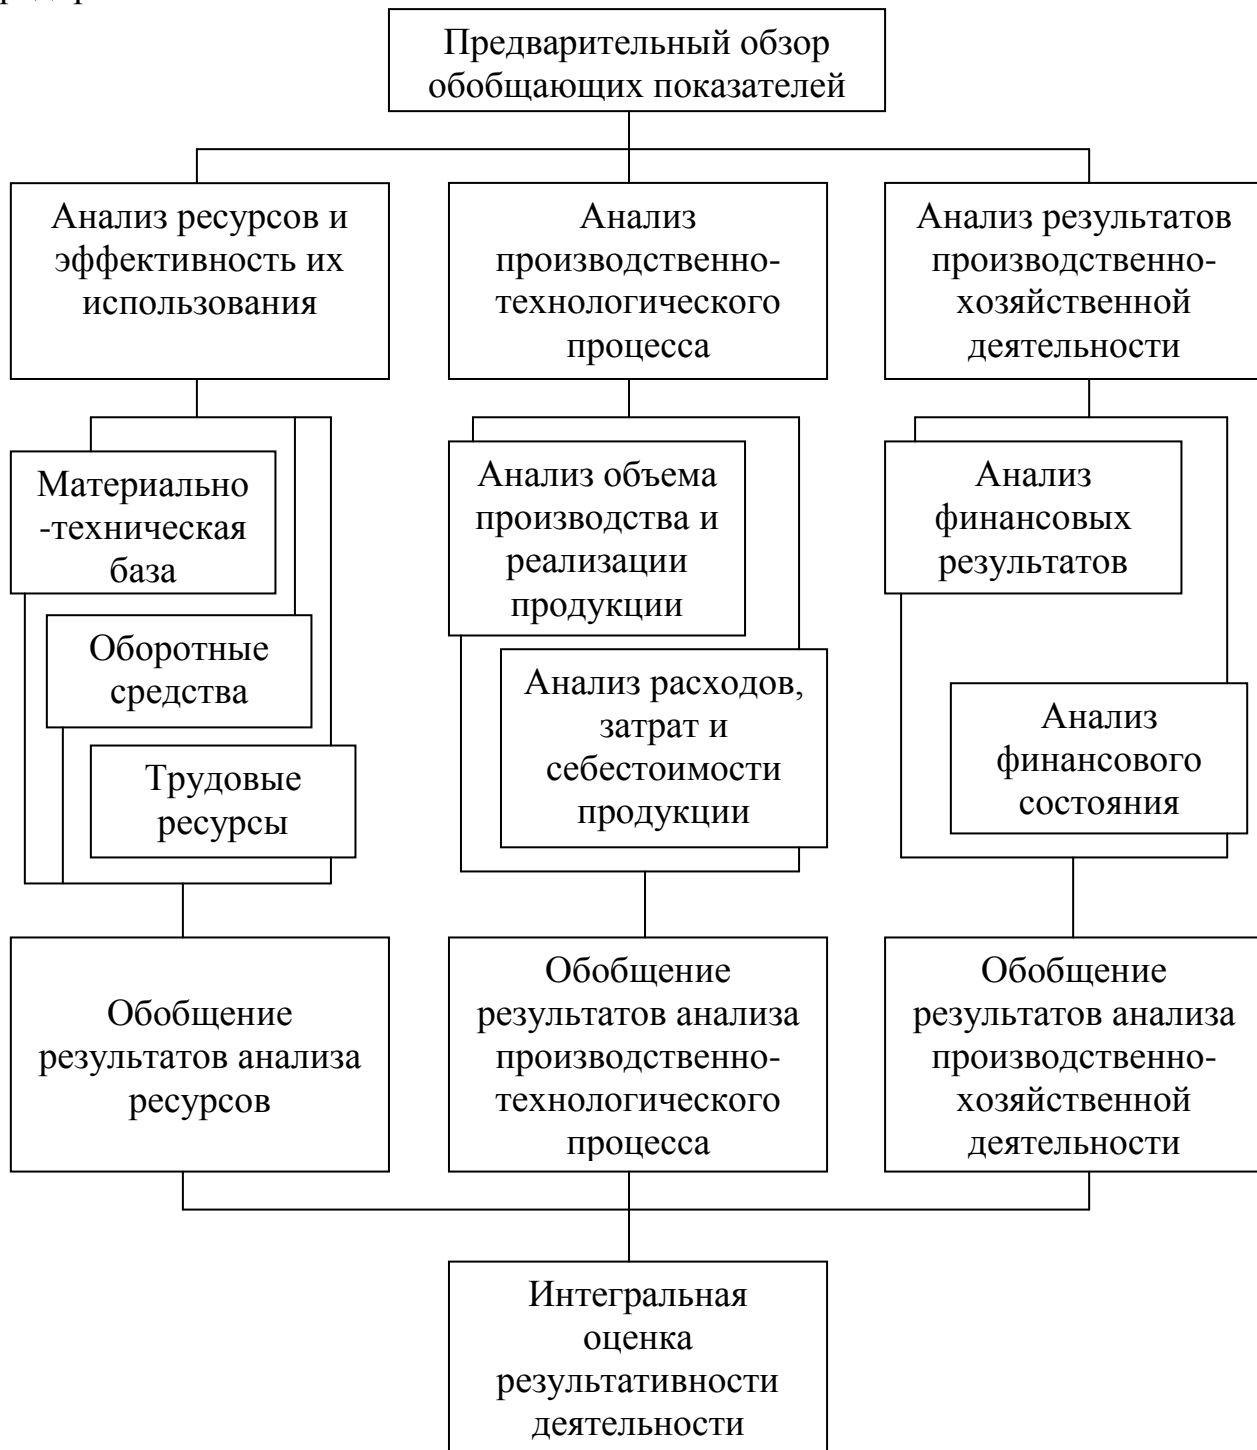 Предварительный обзор
обобщающих показателей
Анализ ресурсов и
эффективность их
использования
Анализ
производственно-
технологического
процесса
Анализ результатов
производственно-
хозяйственной
деятельности
Материально
-техническая
база
Оборотные
средства
Трудовые
ресурсы
Анализ объема
производства и
реализации
продукции
Анализ расходов,
затрат и
себестоимости
продукции
Анализ
финансовых
результатов
Анализ
финансового
состояния
Обобщение
результатов анализа
ресурсов
Обобщение
результатов анализа
производственно-
технологического
процесса
Обобщение
результатов анализа
производственно-
хозяйственной
деятельности
Интегральная
оценка
результативности
деятельности